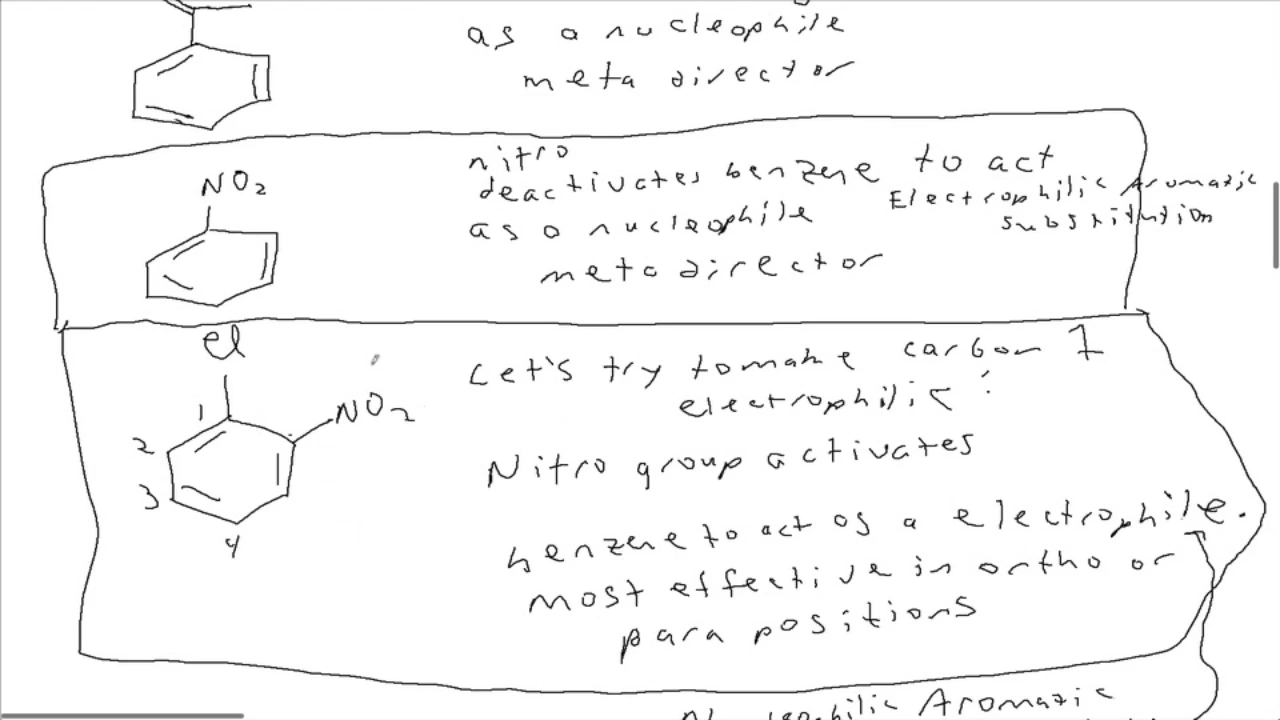 as a nucleophile
meta director
NO2
nitro
deactivates benzene to act
as a nucleophile
meta director
Electrophilic Aromatic
Substitution
Cl
1
2
3
4
NO2
Let's try to make carbon 1
electrophilic!
Nitro group activates
benzene to act as a electrophile.
most effective in ortho or
para positions
Aromatic